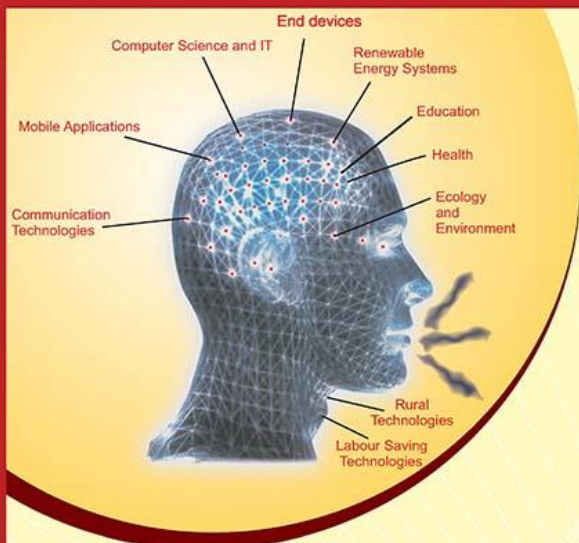 End devices
Computer Science and IT
Renewable
Energy Systems
Mobile Applications
Education
Health
Communication
Technologies
Ecology
and
Environment
Rural
Technologies
Labour Saving
Technologies